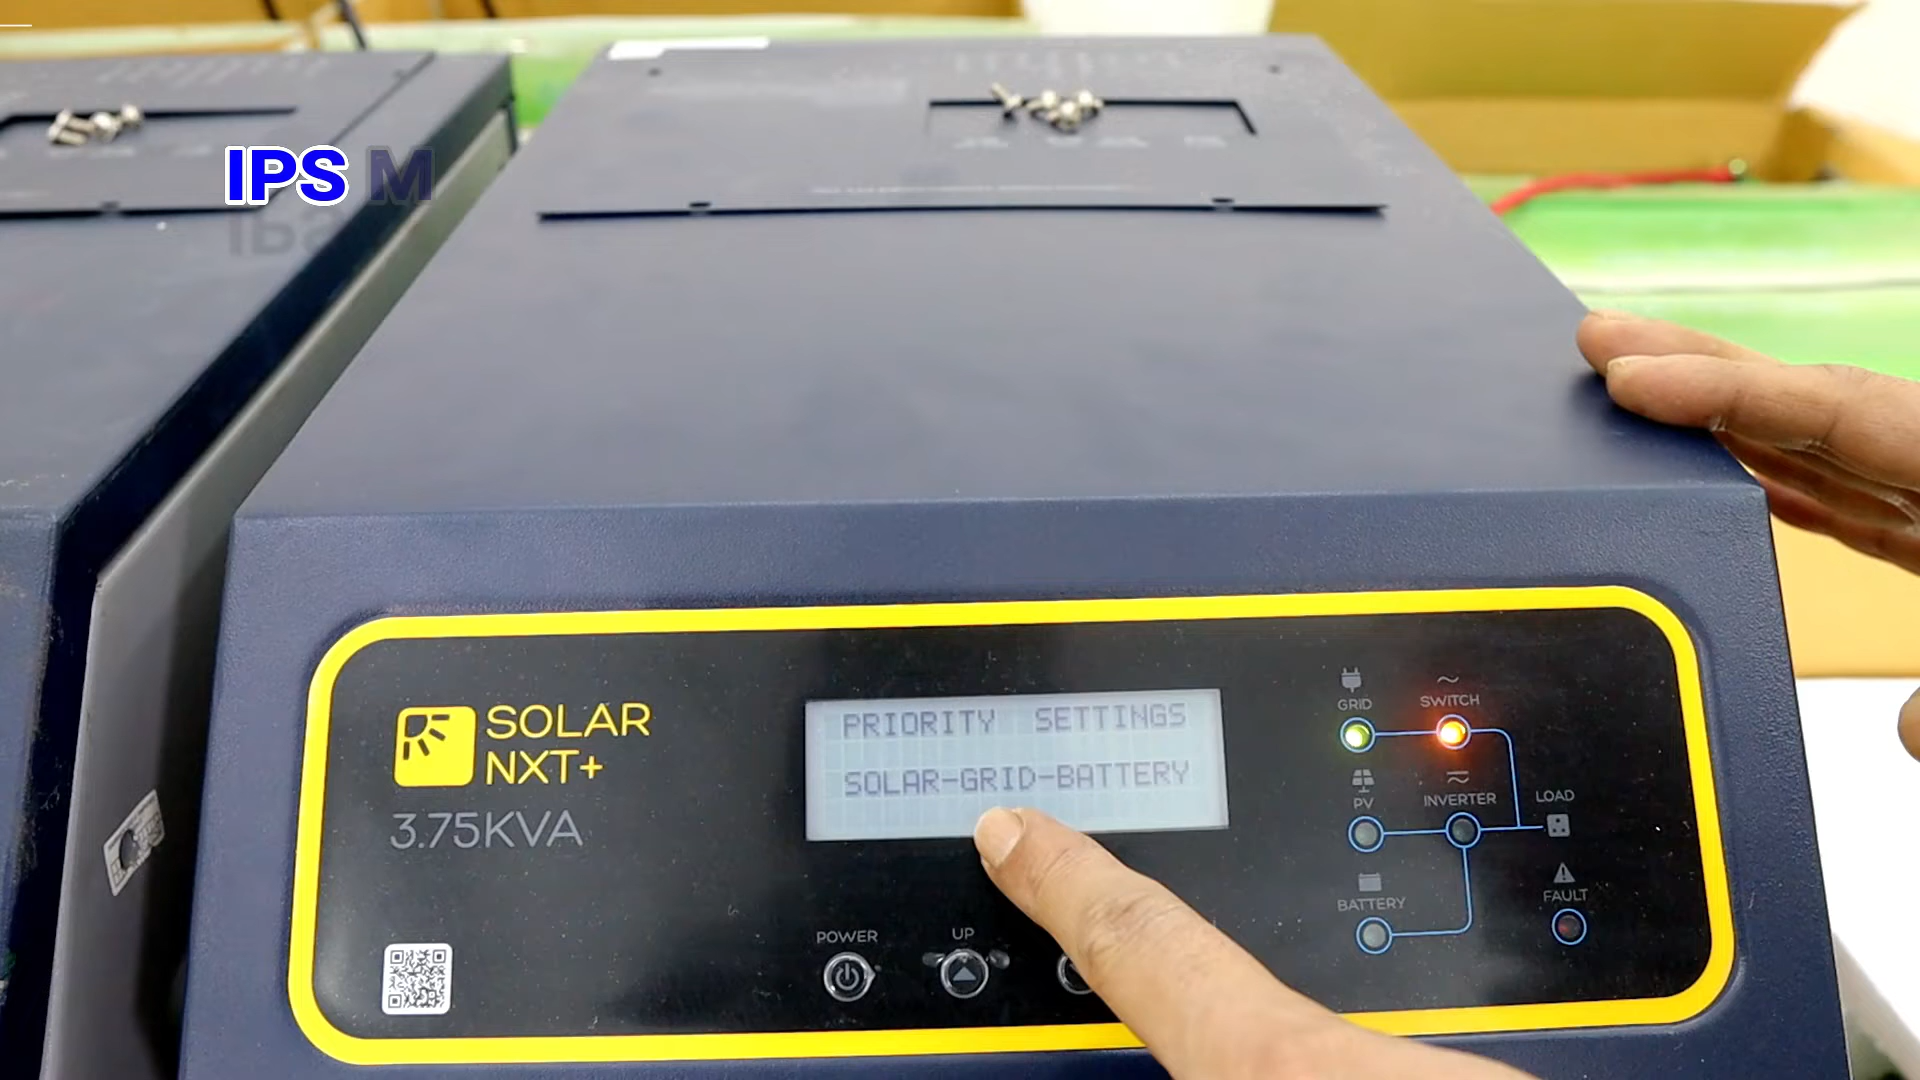 IPS M
SOLAR
NXT+
3.75KVA
PRIORITY SETTINGS
SOLAR-GRID-BATTERY
GRID
SWITCH
PV
INVERTER
LOAD
BATTERY
FAULT
POWER
UP